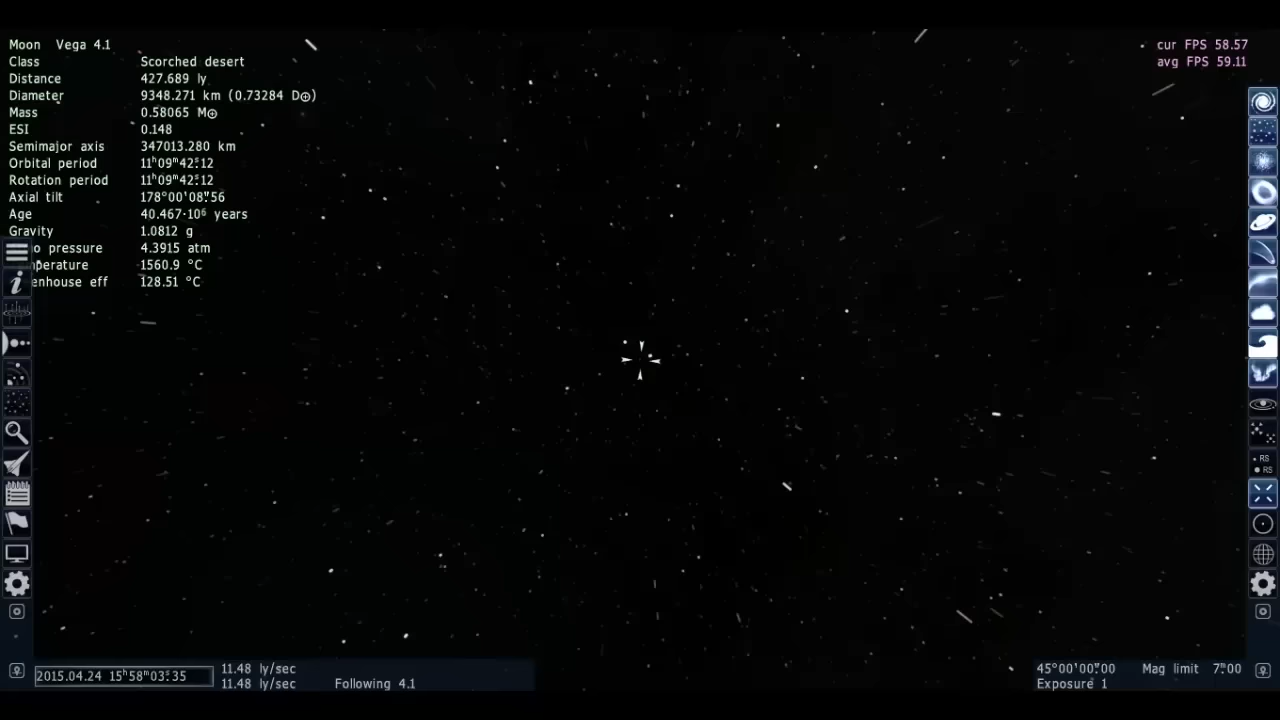 Moon Vega 4.1
Class Scorched desert
Distance 427.689 ly
Diameter 9348.271 km (0.73284 D⊕)
Mass 0.58065 M⊕
ESI 0.148
Semimajor axis 347013.280 km
Orbital period 11ʰ09ᵐ42ˢ.12
Rotation period 11ʰ09ᵐ42ˢ.12
Axial tilt 178°00'08".56
Age 40.467·10⁶ years
Gravity 1.0812 g
o pressure 4.3915 atm
perature 1560.9 °C
enhouse eff 128.51 °C
cur FPS 58.57
avg FPS 59.11
RS
RS
2015.04.24 15ʰ58ᵐ03ˢ.35
11.48 ly/sec
11.48 ly/sec Following 4.1
45°00'00".00 Mag limit 7ᵐ.00
Exposure 1